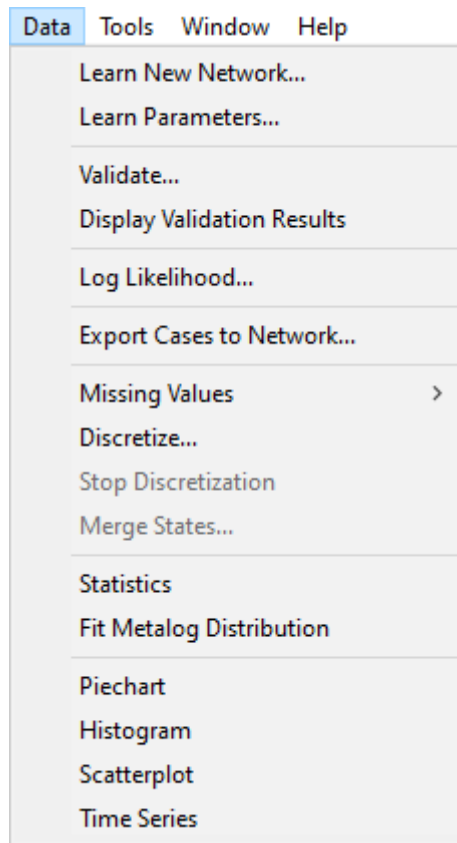 Data Tools Window Help
Learn New Network...
Learn Parameters...
Validate...
Display Validation Results
Log Likelihood...
Export Cases to Network...
Missing Values
Discretize...
Stop Discretization
Merge States...
Statistics
Fit Metalog Distribution
Piechart
Histogram
Scatterplot
Time Series